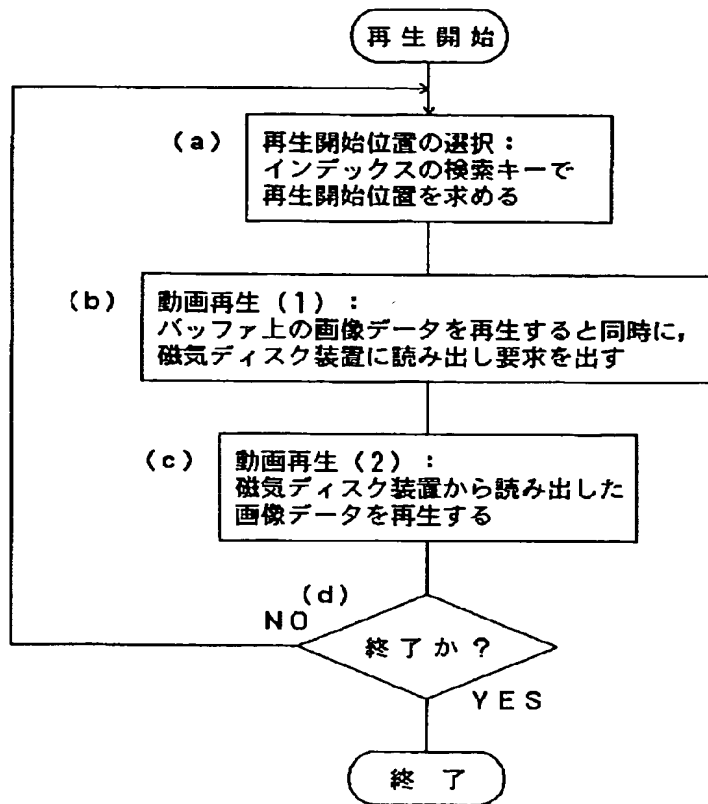 再生開始
(a)
再生開始位置の選択:
インデックスの検索キーで
再生開始位置を求める
(b)
動画再生(1):
バッファ上の画像データを再生すると同時に,
磁気ディスク装置に読み出し要求を出す
(c)
動画再生(2):
磁気ディスク装置から読み出した
画像データを再生する
(d)
NO
終了か?
YES
終了